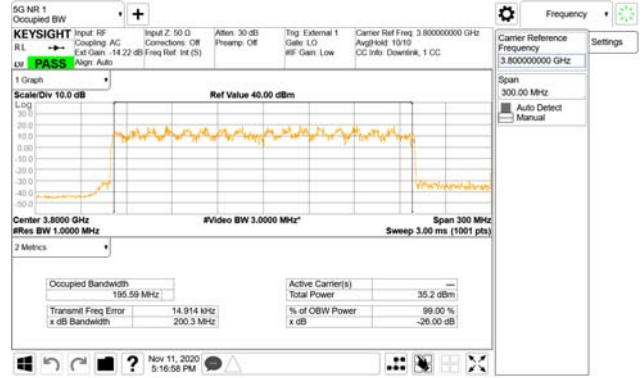 5G NR 1
Occupied BW
+
Frequency
KEYSIGHT Input: RF Input Z: 50 Ω Atten: 30 dB Trig: External 1 Carrier Ref Freq: 3.800000000 GHz
RL Coupling: AC Corrections: Off Preamp: Off Gate: LO Avg|Hold: 10/10
Ext Gain: -14.22 dB Freq Ref: Int (S) #IF Gain: Low CC Info: Downlink, 1 CC
PASS Align: Auto
Carrier Reference Frequency
3.800000000 GHz
Settings
Span
300.00 MHz
Auto Detect
Manual
1 Graph
Scale/Div 10.0 dB Ref Value 40.00 dBm
Log
30.0
20.0
10.0
0.00
-10.0
-20.0
-30.0
-40.0
-50.0
Center 3.8000 GHz #Video BW 3.0000 MHz* Span 300 MHz
#Res BW 1.0000 MHz Sweep 3.00 ms (1001 pts)
2 Metrics
Occupied Bandwidth
195.59 MHz
Active Carrier(s) ---
Total Power 35.2 dBm
Transmit Freq Error 14.914 kHz
x dB Bandwidth 200.3 MHz
% of OBW Power 99.00 %
x dB -26.00 dB
? Nov 11, 2020
5:16:58 PM